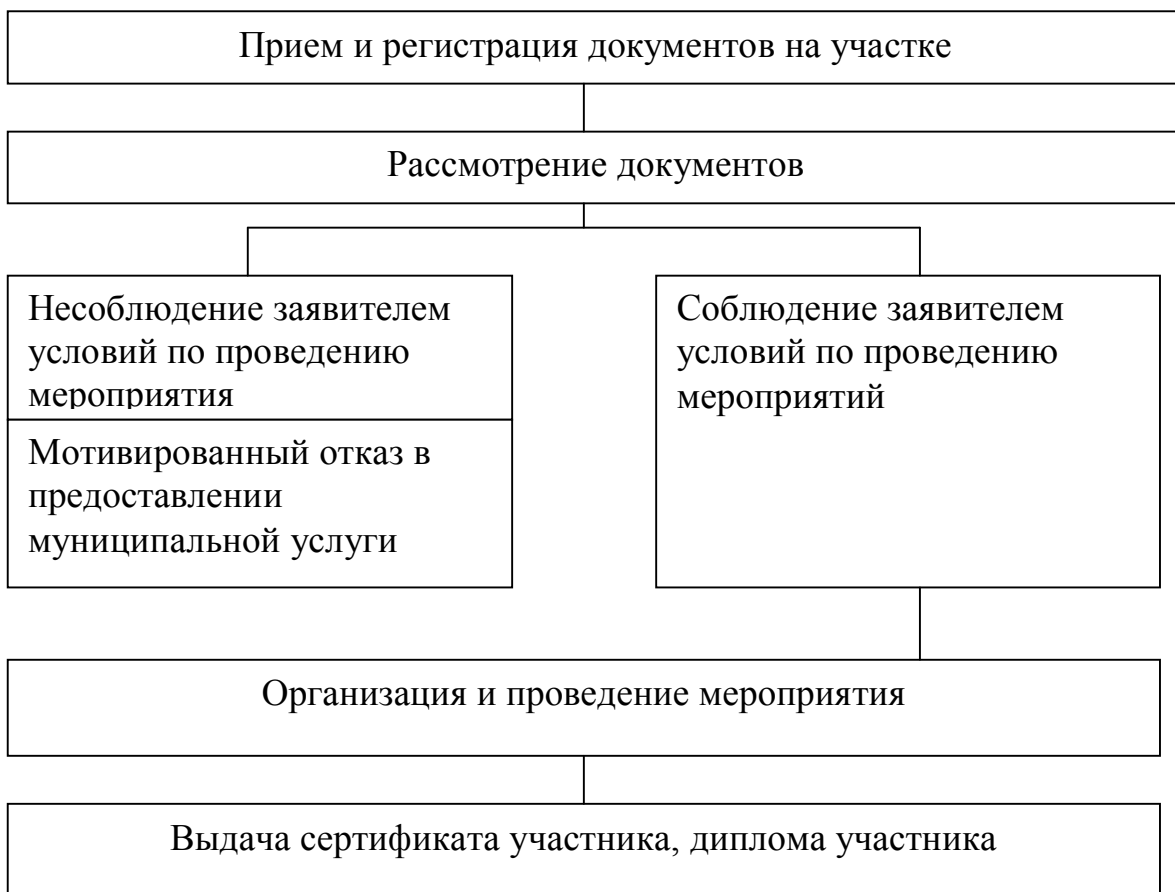 Прием и регистрация документов на участке
Рассмотрение документов
Несоблюдение заявителем
условий по проведению
мероприятия
Мотивированный отказ в
предоставлении
муниципальной услуги
Соблюдение заявителем
условий по проведению
мероприятий
Организация и проведение мероприятия
Выдача сертификата участника, диплома участника